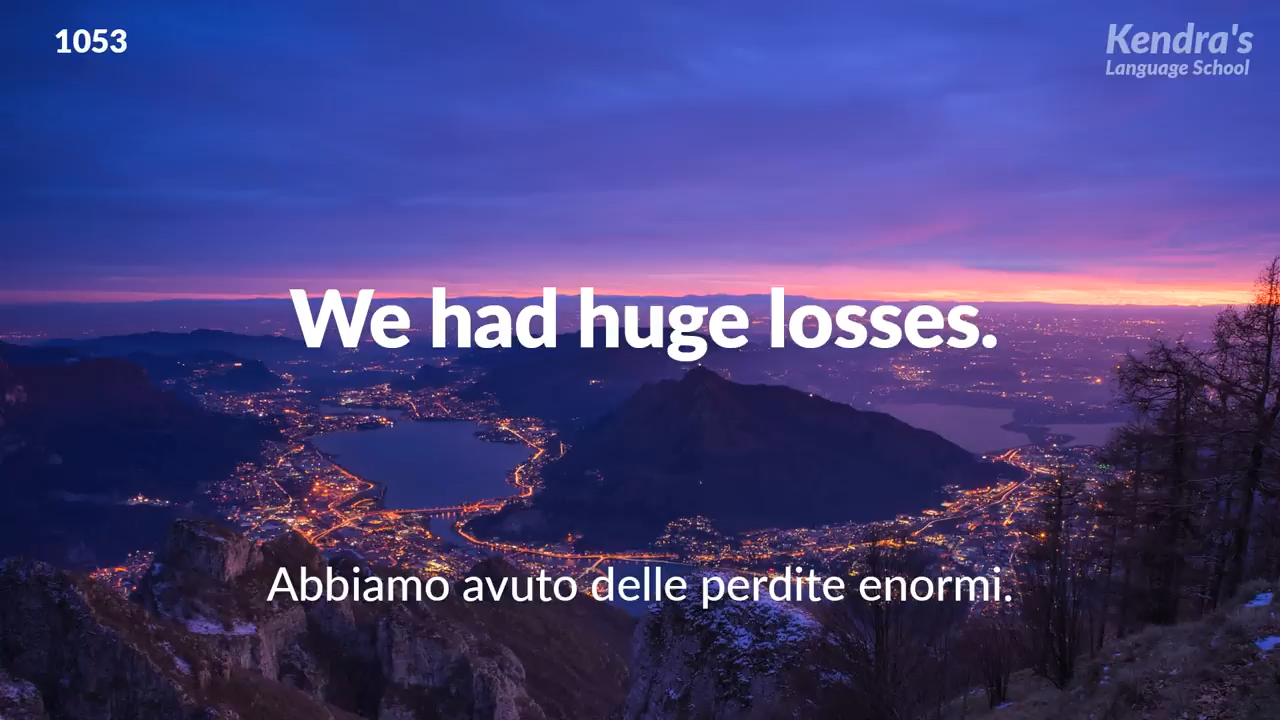 1053
Kendra's
Language School
We had huge losses.
Abbiamo avuto delle perdite enormi.